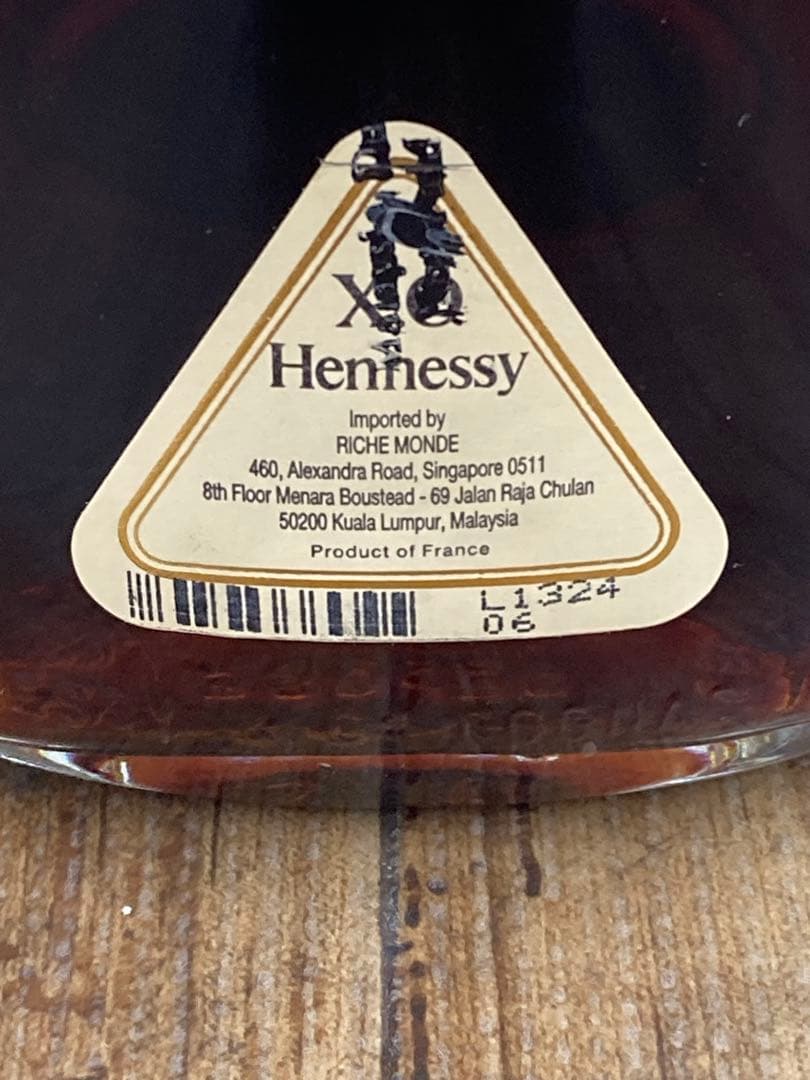 XO
Hennessy
Imported by
RICHE MONDE
460, Alexandra Road, Singapore 0511
8th Floor Menara Boustead - 69 Jalan Raja Chulan
50200 Kuala Lumpur, Malaysia
Product of France
L1324
06